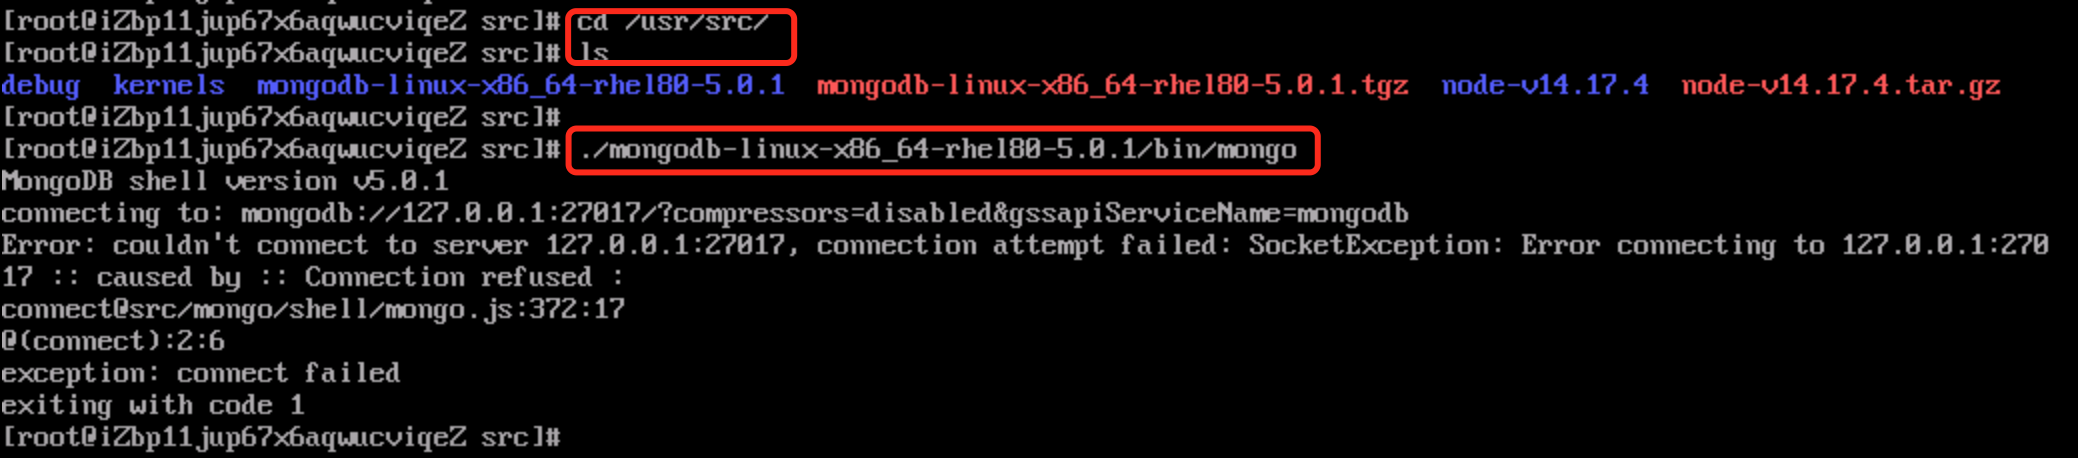 [root@iZbp11jup67x6aqwucviqeZ src]# cd /usr/src/
[root@iZbp11jup67x6aqwucviqeZ src]# ls
debug  kernels  mongodb-linux-x86_64-rhel80-5.0.1  mongodb-linux-x86_64-rhel80-5.0.1.tgz  node-v14.17.4  node-v14.17.4.tar.gz
[root@iZbp11jup67x6aqwucviqeZ src]#
[root@iZbp11jup67x6aqwucviqeZ src]# ./mongodb-linux-x86_64-rhel80-5.0.1/bin/mongo
MongoDB shell version v5.0.1
connecting to: mongodb://127.0.0.1:27017/?compressors=disabled&gssapiServiceName=mongodb
Error: couldn't connect to server 127.0.0.1:27017, connection attempt failed: SocketException: Error connecting to 127.0.0.1:270
17 :: caused by :: Connection refused :
connect@src/mongo/shell/mongo.js:372:17
@(connect):2:6
exception: connect failed
exiting with code 1
[root@iZbp11jup67x6aqwucviqeZ src]#